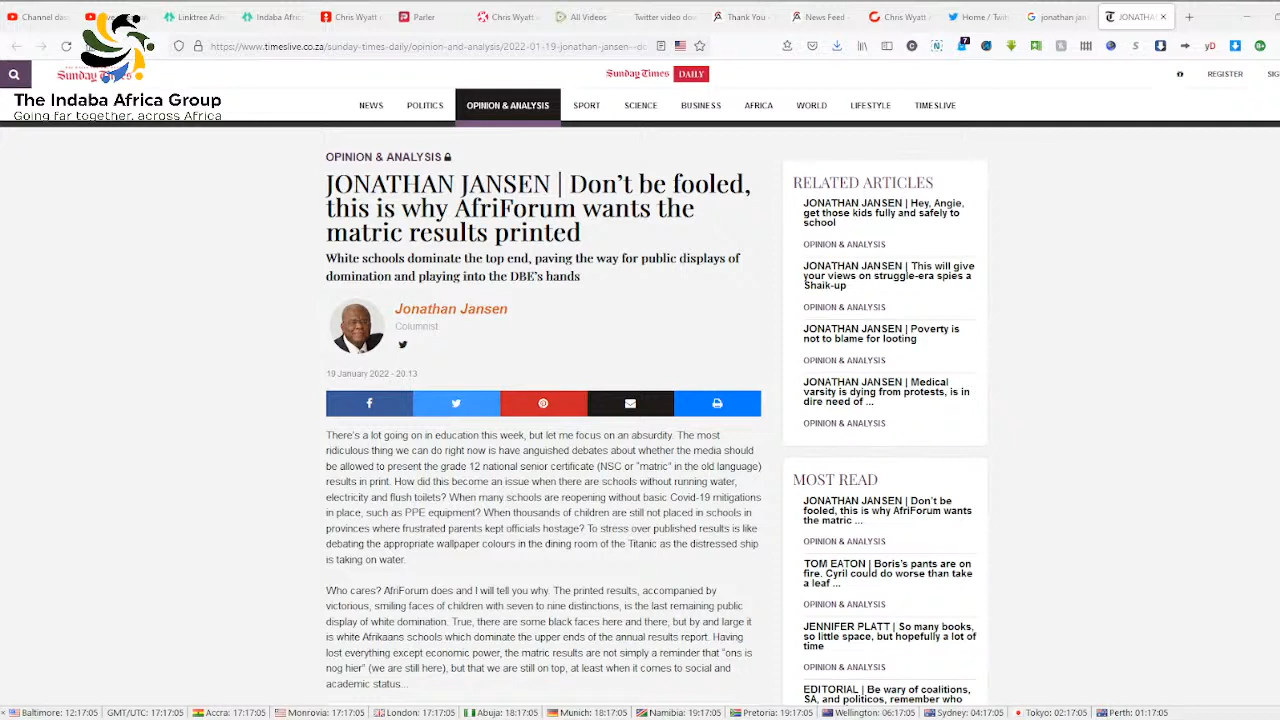 Channel das
Linktree Adm
Indaba Afric
Chris Wyatt
Parler
Chris Wyatt
All Videos
Twitter video dow
Thank You -
News Feed -
Chris Wyatt
Home / Twit
jonathan jan
JONATHAN
https://www.timeslive.co.za/sunday-times-daily/opinion-and-analysis/2022-01-19-jonathan-jansen--do
7
yD
Sunday Times
The Indaba Africa Group
Going far together, across Africa
Sunday Times DAILY
REGISTER
SIG
NEWS
POLITICS
OPINION & ANALYSIS
SPORT
SCIENCE
BUSINESS
AFRICA
WORLD
LIFESTYLE
TIMESLIVE
OPINION & ANALYSIS
JONATHAN JANSEN | Don't be fooled,
this is why AfriForum wants the
matric results printed
White schools dominate the top end, paving the way for public displays of
domination and playing into the DBE's hands
Jonathan Jansen
Columnist
19 January 2022 - 20:13
There's a lot going on in education this week, but let me focus on an absurdity. The most
ridiculous thing we can do right now is have anguished debates about whether the media should
be allowed to present the grade 12 national senior certificate (NSC or "matric" in the old language)
results in print. How did this become an issue when there are schools without running water,
electricity and flush toilets? When many schools are reopening without basic Covid-19 mitigations
in place, such as PPE equipment? When thousands of children are still not placed in schools in
provinces where frustrated parents kept officials hostage? To stress over published results is like
debating the appropriate wallpaper colours in the dining room of the Titanic as the distressed ship
is taking on water.
Who cares? AfriForum does and I will tell you why. The printed results, accompanied by
victorious, smiling faces of children with seven to nine distinctions, is the last remaining public
display of white domination. True, there are some black faces here and there, but by and large it
is white Afrikaans schools which dominate the upper ends of the annual results report. Having
lost everything except economic power, the matric results are not simply a reminder that "ons is
nog hier" (we are still here), but that we are still on top, at least when it comes to social and
academic status...
RELATED ARTICLES
JONATHAN JANSEN | Hey, Angie,
get those kids fully and safely to
school
OPINION & ANALYSIS
JONATHAN JANSEN | This will give
your views on struggle-era spies a
Shaik-up
OPINION & ANALYSIS
JONATHAN JANSEN | Poverty is
not to blame for looting
OPINION & ANALYSIS
JONATHAN JANSEN | Medical
varsity is dying from protests, is in
dire need of ...
OPINION & ANALYSIS
MOST READ
JONATHAN JANSEN | Don't be
fooled, this is why AfriForum wants
the matric ...
OPINION & ANALYSIS
TOM EATON | Boris's pants are on
fire. Cyril could do worse than take
a leaf ...
OPINION & ANALYSIS
JENNIFER PLATT | So many books,
so little space, but hopefully a lot of
time
OPINION & ANALYSIS
EDITORIAL | Be wary of coalitions,
SA, and politics, remember who
Baltimore: 12:17:05
GMT/UTC: 17:17:05
Accra: 17:17:05
Monrovia: 17:17:05
London: 17:17:05
Abuja: 18:17:05
Munich: 18:17:05
Namibia: 19:17:05
Pretoria: 19:17:05
Wellington: 06:17:05
Sydney: 04:17:05
Tokyo: 02:17:05
Perth: 01:17:05